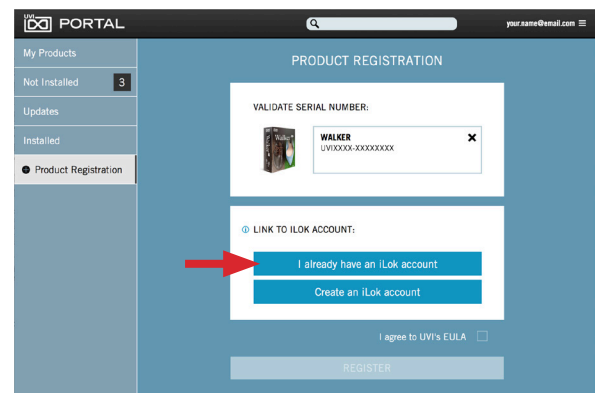 UVI PORTAL
your.name@email.com
My Products
Not Installed 3
Updates
Installed
Product Registration
PRODUCT REGISTRATION
VALIDATE SERIAL NUMBER:
Walker
WALKER
UVIXXXX-XXXXXXXX
LINK TO ILOK ACCOUNT:
I already have an iLok account
Create an iLok account
I agree to UVI's EULA
REGISTER